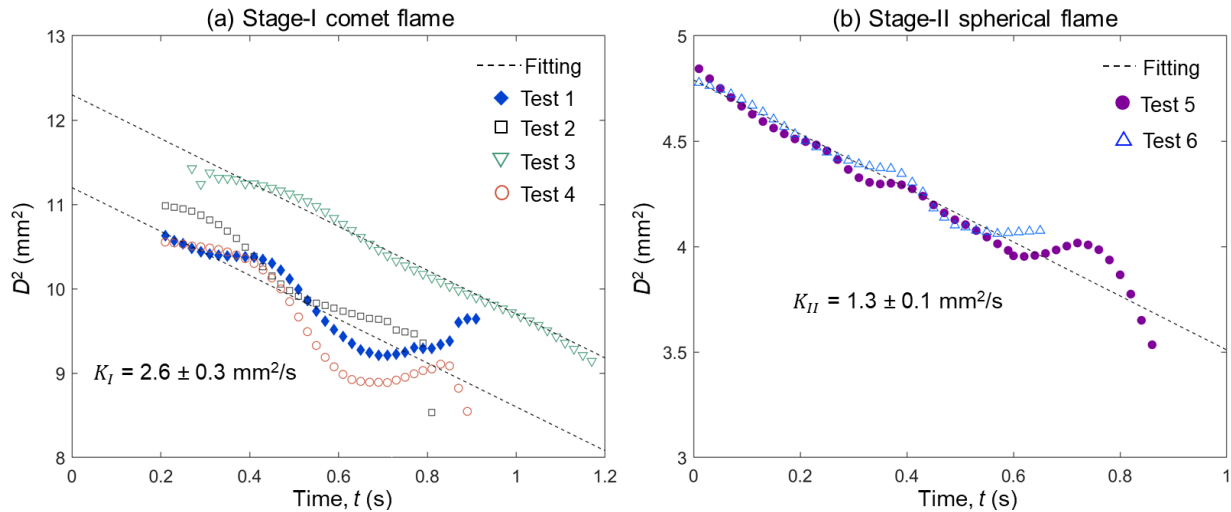 (a) Stage-I comet flame
13
12
11
10
9
8
D² (mm²)
0
0.2
0.4
0.6
0.8
1
1.2
Time, t (s)
Fitting
Test 1
Test 2
Test 3
Test 4
K_I = 2.6 ± 0.3 mm²/s
(b) Stage-II spherical flame
5
4.5
4
3.5
3
D² (mm²)
0
0.2
0.4
0.6
0.8
1
Time, t (s)
Fitting
Test 5
Test 6
K_II = 1.3 ± 0.1 mm²/s